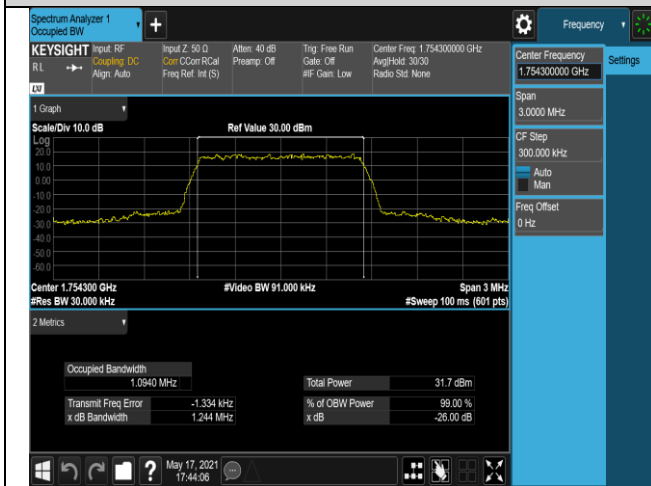 Spectrum Analyzer 1
Occupied BW
+
Frequency
KEYSIGHT
RL
LXI
Input: RF
Coupling: DC
Align: Auto
Input Z: 50 Ω
Corr CCorr RCal
Freq Ref: Int (S)
Atten: 40 dB
Preamp: Off
Trig: Free Run
Gate: Off
#IF Gain: Low
Center Freq: 1.754300000 GHz
Avg|Hold: 30/30
Radio Std: None
Center Frequency
1.754300000 GHz
Settings
Span
3.0000 MHz
CF Step
300.000 kHz
Auto
Man
Freq Offset
0 Hz
1 Graph
Scale/Div 10.0 dB
Ref Value 30.00 dBm
Log
20.0
10.0
0.00
-10.0
-20.0
-30.0
-40.0
-50.0
-60.0
Center 1.754300 GHz
#Video BW 91.000 kHz
Span 3 MHz
#Res BW 30.000 kHz
#Sweep 100 ms (601 pts)
2 Metrics
Occupied Bandwidth
1.0940 MHz
Total Power
31.7 dBm
Transmit Freq Error
-1.334 kHz
% of OBW Power
99.00 %
x dB Bandwidth
1.244 MHz
x dB
-26.00 dB
?
May 17, 2021
17:44:06